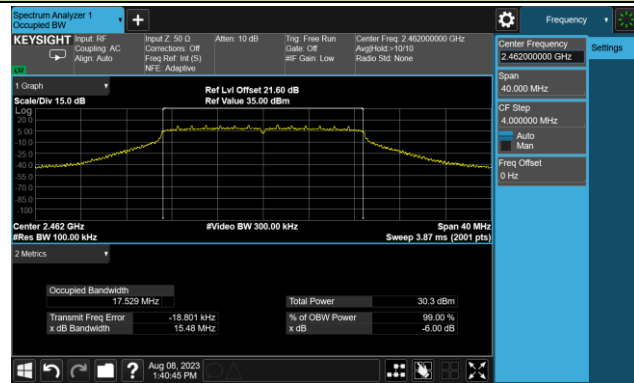 Spectrum Analyzer 1
Occupied BW
+
Frequency
KEYSIGHT
Input: RF
Coupling: AC
Align: Auto
Input Z: 50 Ω
Corrections: Off
Freq Ref: Int (S)
NFE: Adaptive
Atten: 10 dB
Trig: Free Run
Gate: Off
#IF Gain: Low
Center Freq: 2.462000000 GHz
Avg|Hold:>10/10
Radio Std: None
Center Frequency
2.462000000 GHz
Settings
Span
40.000 MHz
CF Step
4.000000 MHz
Auto
Man
Freq Offset
0 Hz
1 Graph
Scale/Div 15.0 dB
Ref Lvl Offset 21.60 dB
Ref Value 35.00 dBm
Log
20.0
5.00
-10.0
-25.0
-40.0
-55.0
-70.0
-85.0
-100
Center 2.462 GHz
#Res BW 100.00 kHz
#Video BW 300.00 kHz
Span 40 MHz
Sweep 3.87 ms (2001 pts)
2 Metrics
Occupied Bandwidth
17.529 MHz
Total Power
30.3 dBm
Transmit Freq Error
-18.801 kHz
% of OBW Power
99.00 %
x dB Bandwidth
15.48 MHz
x dB
-6.00 dB
?
Aug 08, 2023
1:40:45 PM